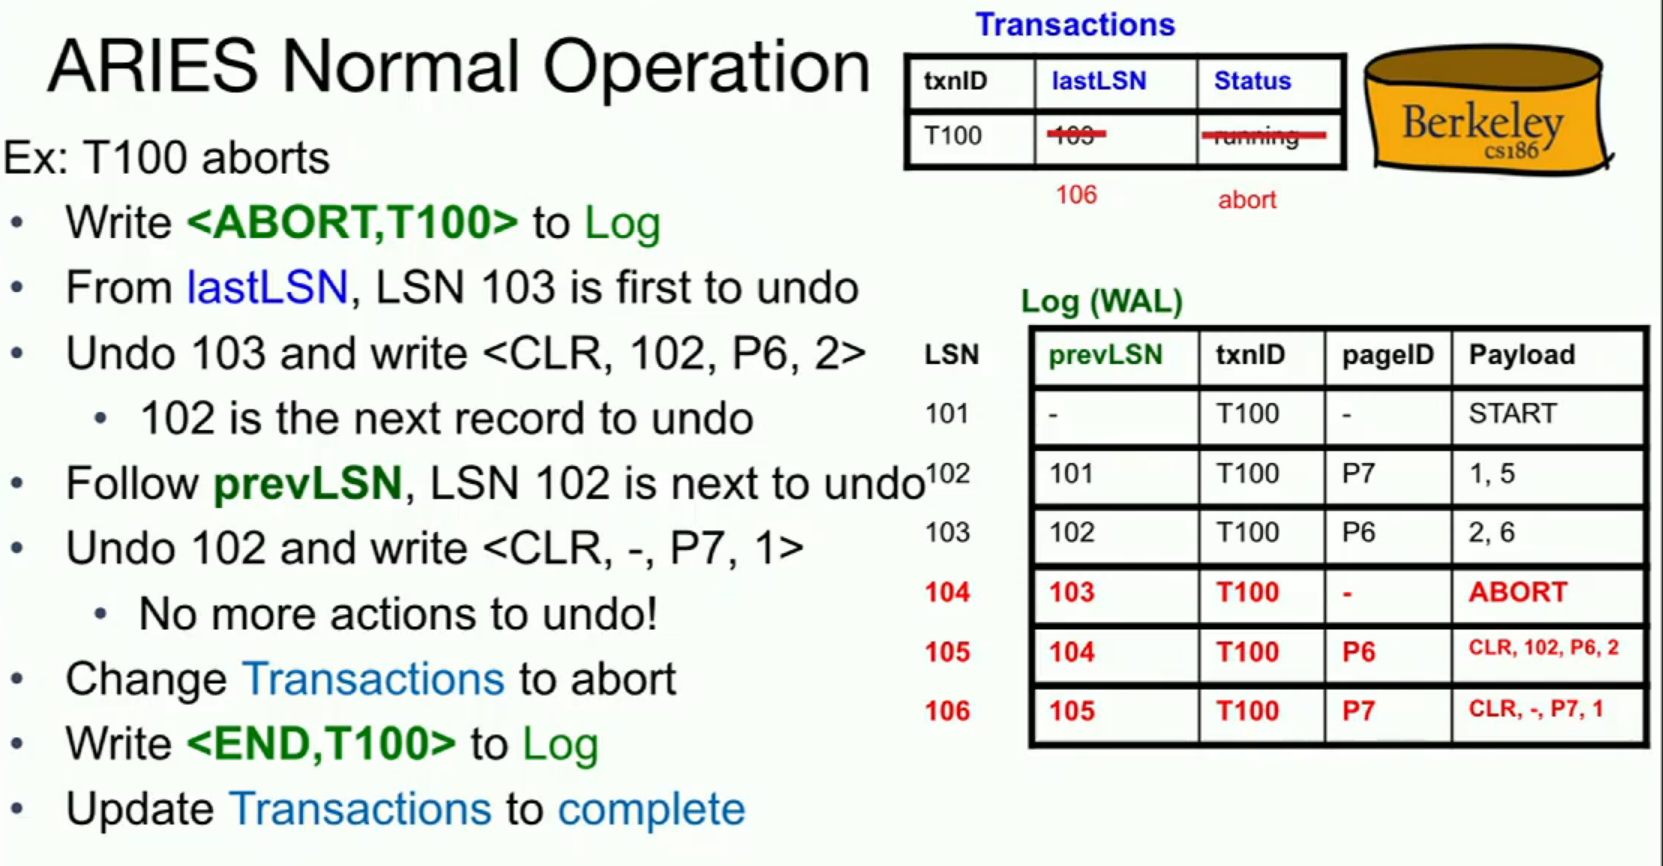 ARIES Normal Operation
Ex: T100 aborts
• Write <ABORT,T100> to Log
• From lastLSN, LSN 103 is first to undo
• Undo 103 and write <CLR, 102, P6, 2>
• 102 is the next record to undo
• Follow prevLSN, LSN 102 is next to undo
• Undo 102 and write <CLR, -, P7, 1>
• No more actions to undo!
• Change Transactions to abort
• Write <END,T100> to Log
• Update Transactions to complete
Transactions
txnID lastLSN Status
T100 103 running
106 abort
Berkeley
cs186
Log (WAL)
LSN prevLSN txnID pageID Payload
101 - T100 - START
102 101 T100 P7 1, 5
103 102 T100 P6 2, 6
104 103 T100 - ABORT
105 104 T100 P6 CLR, 102, P6, 2
106 105 T100 P7 CLR, -, P7, 1